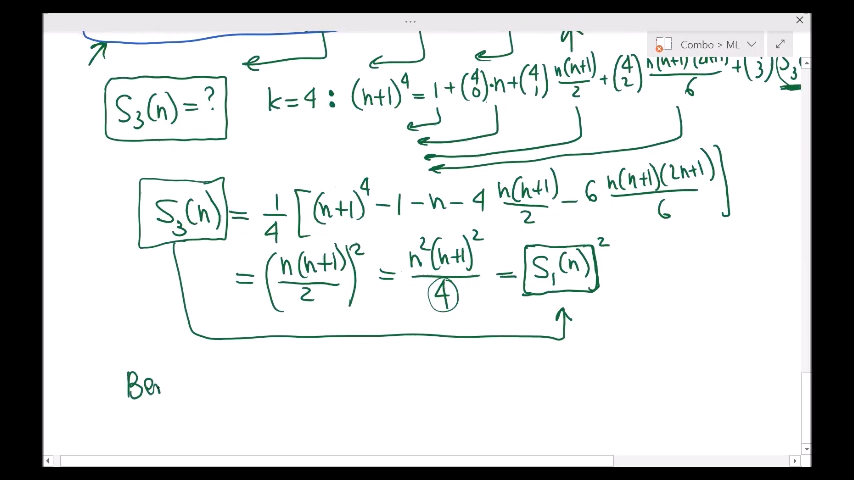 Combo > ML
S₃(n) = ? k=4 : (n+1)⁴ = 1 + (4 0)·n + (4 1) n(n+1)/2 + (4 2) n(n+1)(2n+1)/6 +
S₃(n) = 1/4 [(n+1)⁴ − 1 − n − 4 n(n+1)/2 − 6 n(n+1)(2n+1)/6]
= (n(n+1)/2)² = n²(n+1)²/4 = S₁(n)²
Ber